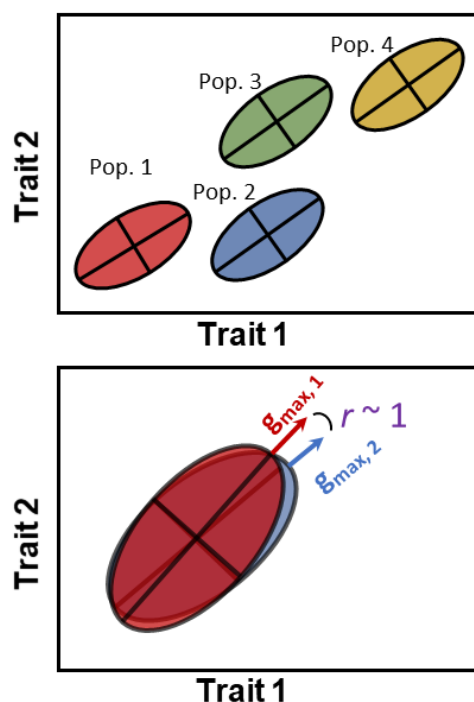 Pop. 4
Pop. 3
Pop. 1
Pop. 2
Trait 2
Trait 1
gmax, 1
r ~ 1
gmax, 2
Trait 2
Trait 1